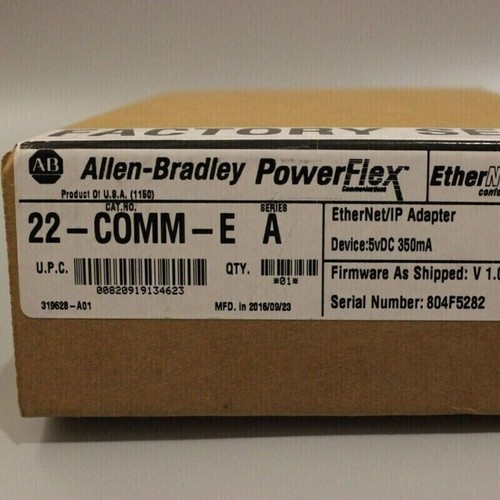 FACTORY SE
AB Allen-Bradley PowerFlex
Communications
EtherN
confo
Product Of U.S.A. (1150)
CAT.NO. SERIES
22-COMM-E A
U.P.C. QTY.
00820919134623 *01*
319628-A01 MFD. in 2016/09/23
EtherNet/IP Adapter
Device:5vDC 350mA
Firmware As Shipped: V 1.0
Serial Number: 804F5282